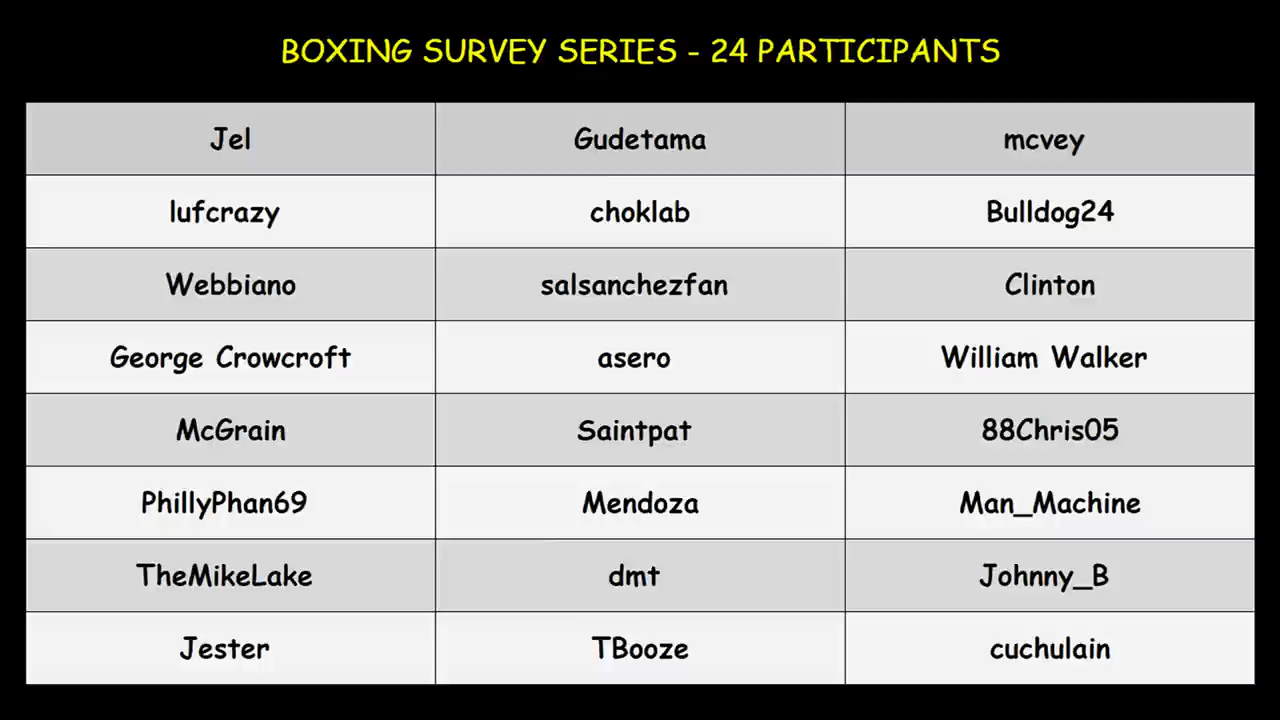 BOXING SURVEY SERIES - 24 PARTICIPANTS
Jel Gudetama mcvey
lufcrazy choklab Bulldog24
Webbiano salsanchezfan Clinton
George Crowcroft asero William Walker
McGrain Saintpat 88Chris05
PhillyPhan69 Mendoza Man_Machine
TheMikeLake dmt Johnny_B
Jester TBooze cuchulain